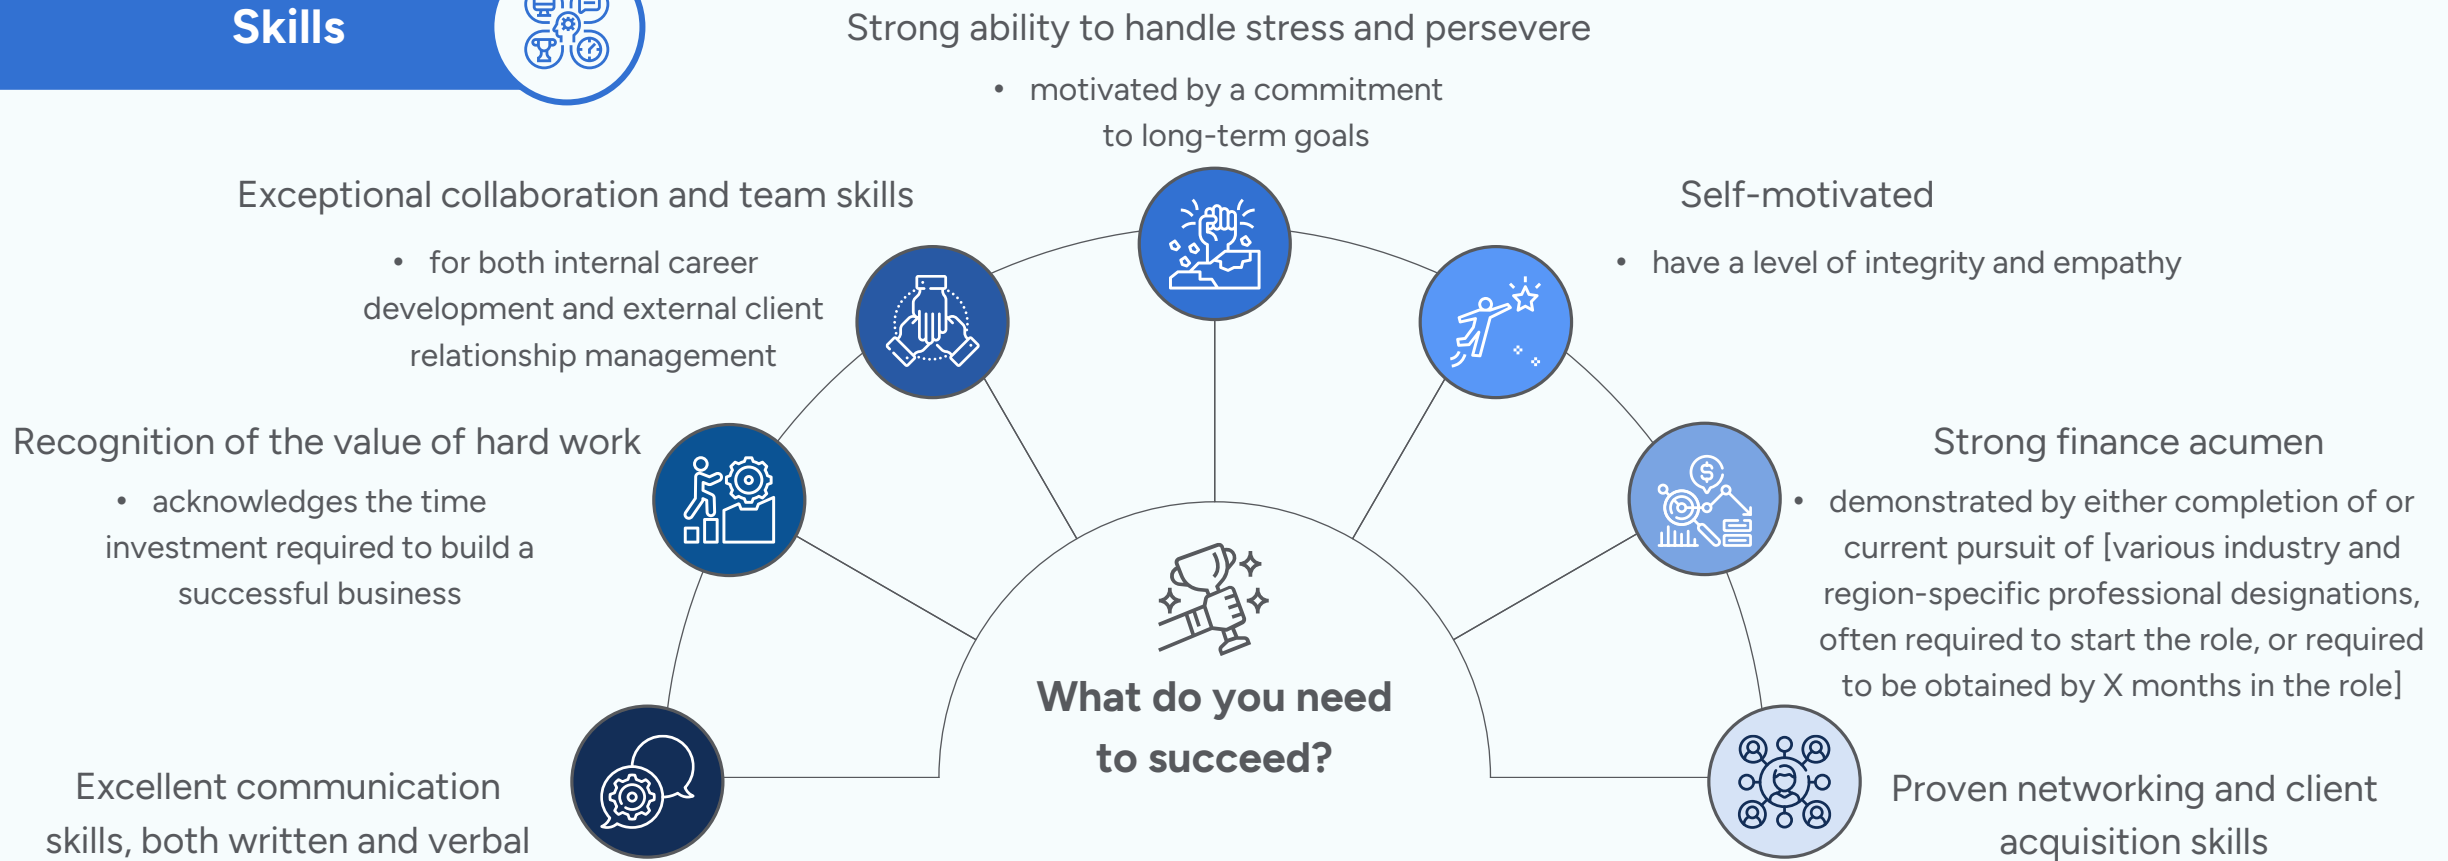 Skills
Strong ability to handle stress and persevere
• motivated by a commitment
to long-term goals
Exceptional collaboration and team skills
• for both internal career
development and external client
relationship management
Self-motivated
• have a level of integrity and empathy
Recognition of the value of hard work
• acknowledges the time
investment required to build a
successful business
Strong finance acumen
• demonstrated by either completion of or
current pursuit of [various industry and
region-specific professional designations,
often required to start the role, or required
to be obtained by X months in the role]
What do you need
to succeed?
Excellent communication
skills, both written and verbal
Proven networking and client
acquisition skills